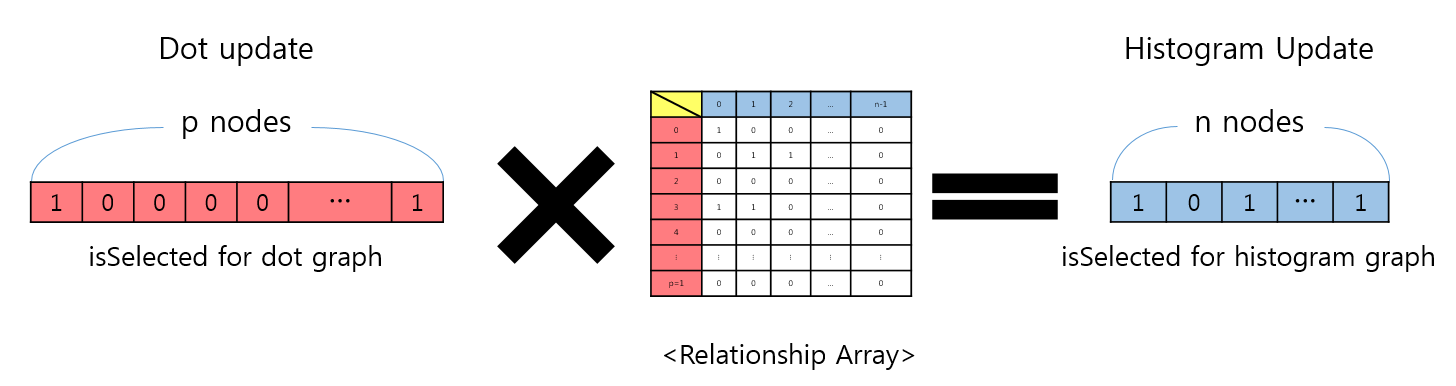 Dot update
p nodes
1 0 0 0 0 ... 1
isSelected for dot graph
0 1 2 ... n-1
0 1 0 0 ... 0
1 0 1 1 ... 0
2 0 0 0 ... 0
3 1 1 0 ... 0
4 0 0 0 ... 0
⋮ ⋮ ⋮ ⋮ ⋮ ⋮
p=1 0 0 0 ... 0
<Relationship Array>
Histogram Update
n nodes
1 0 1 ... 1
isSelected for histogram graph